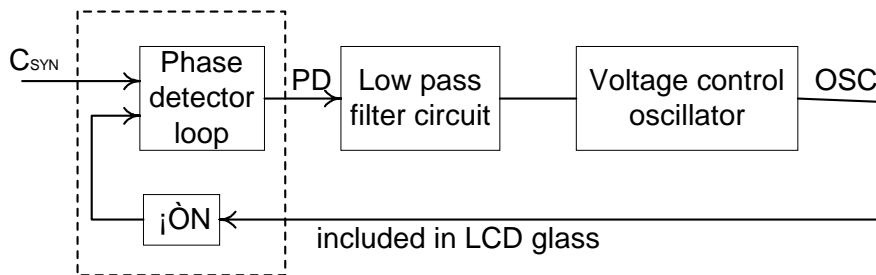 CSYN
Phase
detector
loop
PD
Low pass
filter circuit
Voltage control
oscillator
OSC
¡ÒN
included in LCD glass